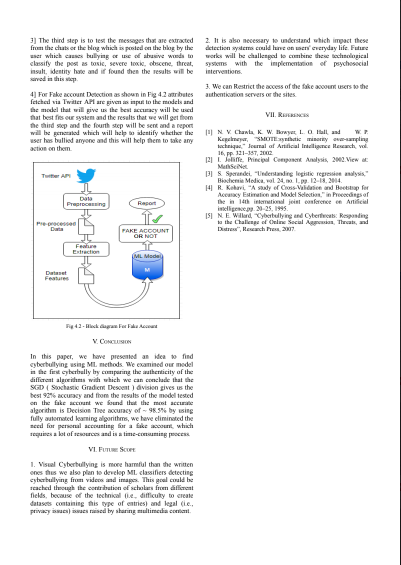 3] The third step is to test the messages that are extracted
from the chats or the blog which is posted on the blog by the
user which causes bullying or use of abusive words to
classify the post as toxic, severe toxic, obscene, threat,
insult, identity hate and if found then the results will be
saved in this step.
4] For fake account Detection as shown in Fig 4.2 attributes
fetched via Twitter API are given as input to the models and
the model that will give us the best accuracy will be used
that best fits our system and the results that we will get from
the third step and the fourth step will be sent and a report
will be generated which will help to identify whether the
user has bullied anyone and this will help them to take any
action on them.
Twitter API
Data
Preprocessing
Pre-processed
Data
Feature
Extraction
Dataset
Features
Report
FAKE ACCOUNT
OR NOT
ML Model
M
Fig 4.2 - Block diagram For Fake Account
V. CONCLUSION
In this paper, we have presented an idea to find
cyberbullying using ML methods. We examined our model
in the first cyberbully by comparing the authenticity of the
different algorithms with which we can conclude that the
SGD ( Stochastic Gradient Descent ) division gives us the
best 92% accuracy and from the results of the model tested
on the fake account we found that the most accurate
algorithm is Decision Tree accuracy of ~ 98.5% by using
fully automated learning algorithms, we have eliminated the
need for personal accounting for a fake account, which
requires a lot of resources and is a time-consuming process.
VI. FUTURE SCOPE
1. Visual Cyberbullying is more harmful than the written
ones thus we also plan to develop ML classifiers detecting
cyberbullying from videos and images. This goal could be
reached through the contribution of scholars from different
fields, because of the technical (i.e., difficulty to create
datasets containing this type of entries) and legal (i.e.,
privacy issues) issues raised by sharing multimedia content.
2. It is also necessary to understand which impact these
detection systems could have on users' everyday life. Future
works will be challenged to combine these technological
systems with the implementation of psychosocial
interventions.
3. We can Restrict the access of the fake account users to the
authentication servers or the sites.
VII. REFERENCES
[1] N. V. Chawla, K. W. Bowyer, L. O. Hall, and W. P.
Kegelmeyer, "SMOTE:synthetic minority over-sampling
technique," Journal of Artificial Intelligence Research, vol.
16, pp. 321–357, 2002.
[2] I. Jolliffe, Principal Component Analysis, 2002.View at:
MathSciNet.
[3] S. Sperandei, "Understanding logistic regression analysis,"
Biochemia Medica, vol. 24, no. 1, pp. 12–18, 2014.
[4] R. Kohavi, "A study of Cross-Validation and Bootstrap for
Accuracy Estimation and Model Selection," in Proceedings of
the in 14th international joint conference on Artificial
intelligence,pp. 20–25, 1995.
[5] N. E. Willard, "Cyberbullying and Cyberthreats: Responding
to the Challenge of Online Social Aggression, Threats, and
Distress", Research Press, 2007.